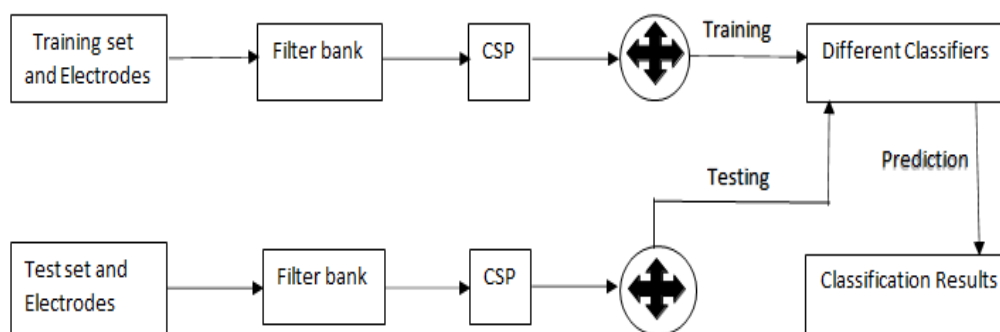 Training set
and Electrodes
Filter bank
CSP
Training
Different Classifiers
Testing
Prediction
Test set and
Electrodes
Filter bank
CSP
Classification Results